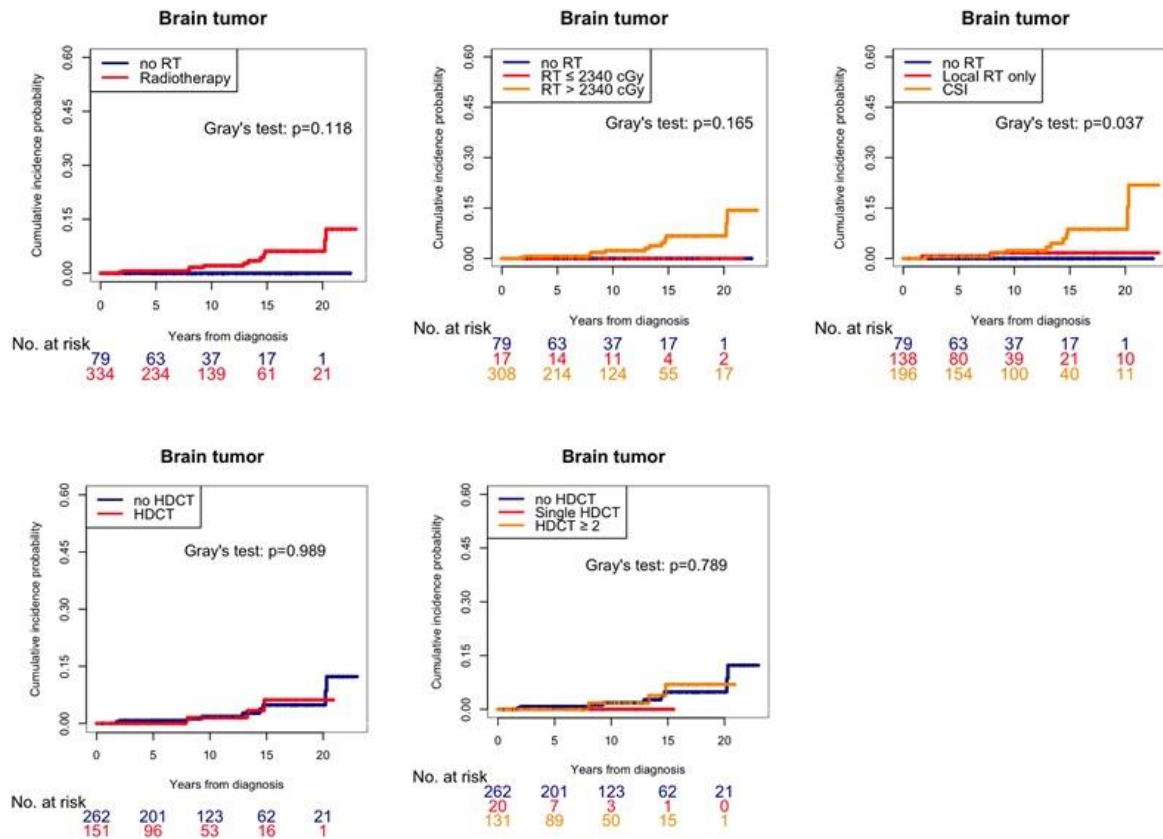 Brain tumor
Cumulative incidence probability
0.00 0.15 0.30 0.45 0.60
no RT
Radiotherapy
Gray's test: p=0.118
0 5 10 15 20
Years from diagnosis
No. at risk
79 63 37 17 1
334 234 139 61 21
Brain tumor
Cumulative incidence probability
0.00 0.15 0.30 0.45 0.60
no RT
RT ≤ 2340 cGy
RT > 2340 cGy
Gray's test: p=0.165
0 5 10 15 20
Years from diagnosis
No. at risk
79 63 37 17 1
17 14 11 4 2
308 214 124 55 17
Brain tumor
Cumulative incidence probability
0.00 0.15 0.30 0.45 0.60
no RT
Local RT only
CSI
Gray's test: p=0.037
0 5 10 15 20
Years from diagnosis
No. at risk
79 63 37 17 1
138 80 39 21 10
196 154 100 40 11
Brain tumor
Cumulative incidence probability
0.00 0.15 0.30 0.45 0.60
no HDCT
HDCT
Gray's test: p=0.989
0 5 10 15 20
Years from diagnosis
No. at risk
262 201 123 62 21
151 96 53 16 1
Brain tumor
Cumulative incidence probability
0.00 0.15 0.30 0.45 0.60
no HDCT
Single HDCT
HDCT ≥ 2
Gray's test: p=0.789
0 5 10 15 20
Years from diagnosis
No. at risk
262 201 123 62 21
20 7 3 1 0
131 89 50 15 1